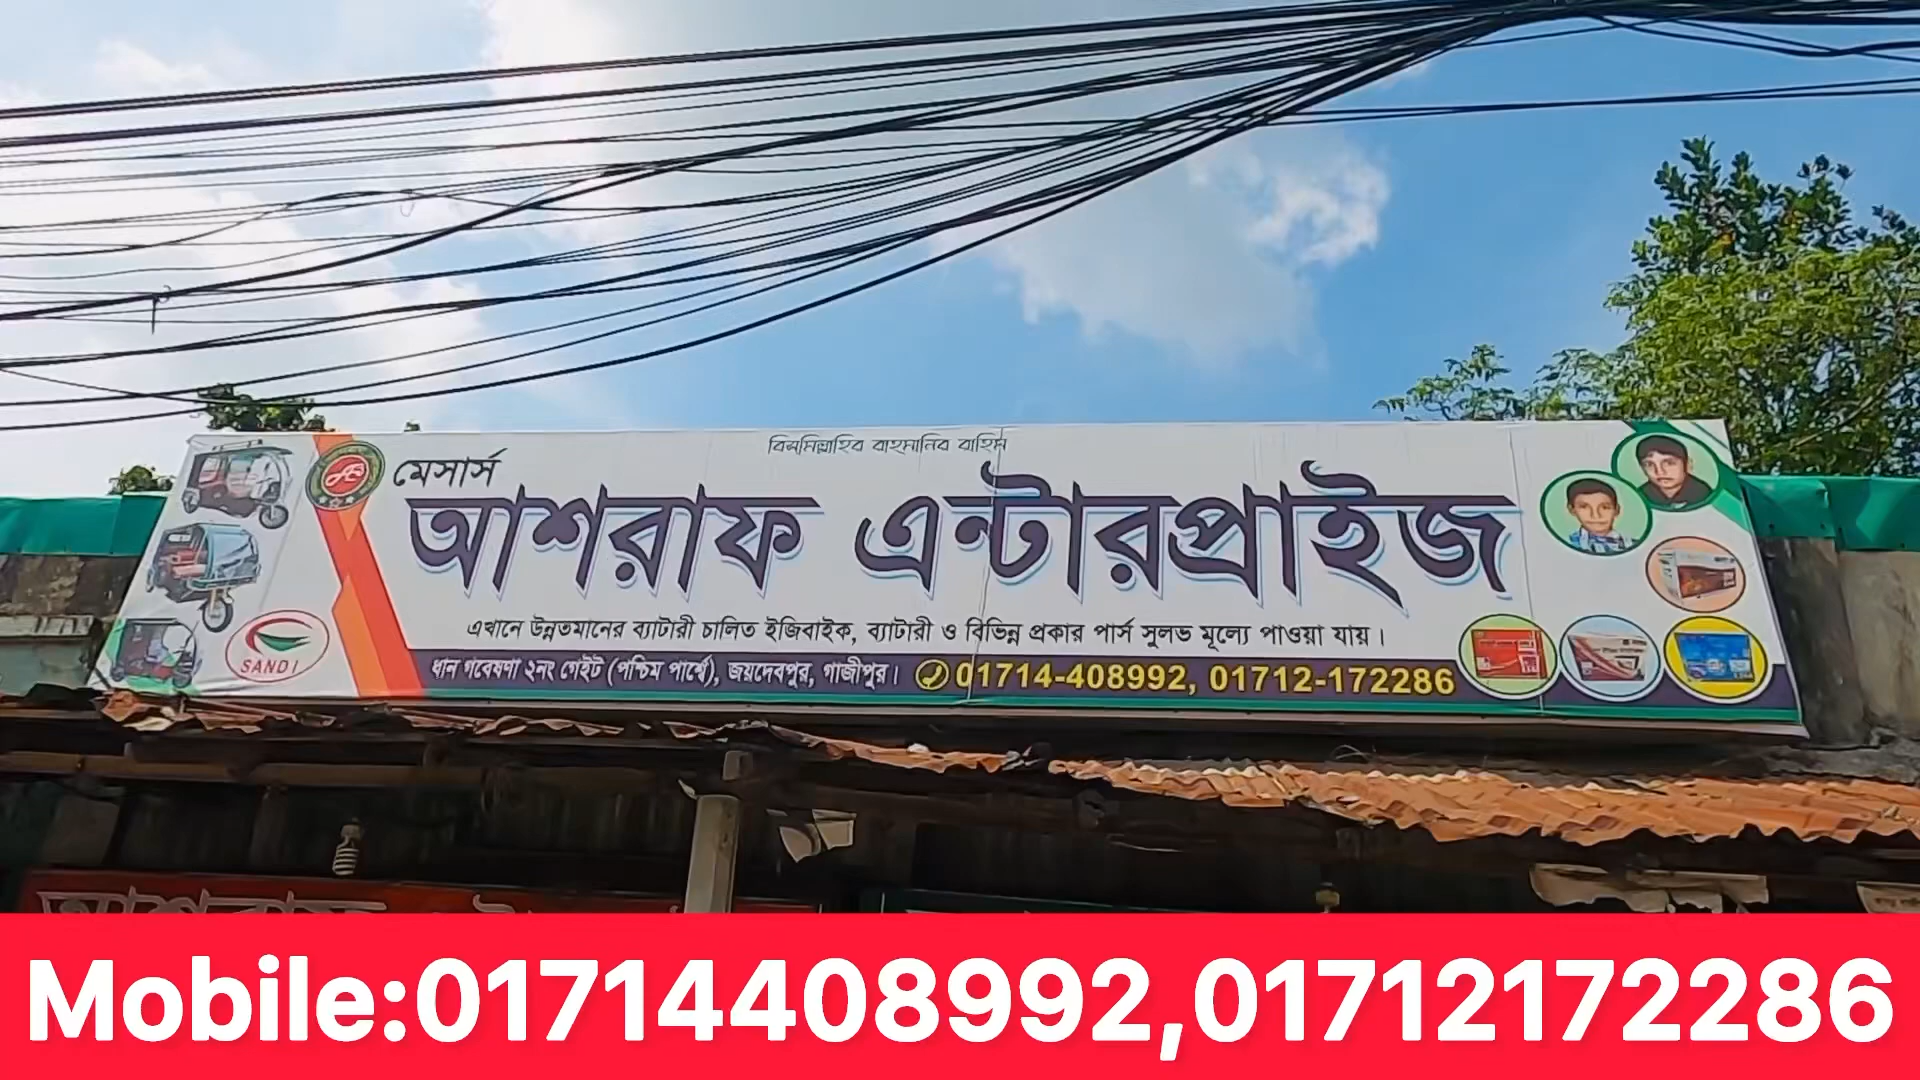 বিসমিল্লাহির রাহমানির রাহিম
মেসার্স
আশরাফ এন্টারপ্রাইজ
এখানে উন্নতমানের ব্যাটারী চালিত ইজিবাইক, ব্যাটারী ও বিভিন্ন প্রকার পার্স সুলভ মূল্যে পাওয়া যায়।
SANDI
ধান গবেষণা ২নং গেইট (পশ্চিম পার্শ্বে), জয়দেবপুর, গাজীপুর। 01714-408992, 01712-172286
Mobile:01714408992,01712172286